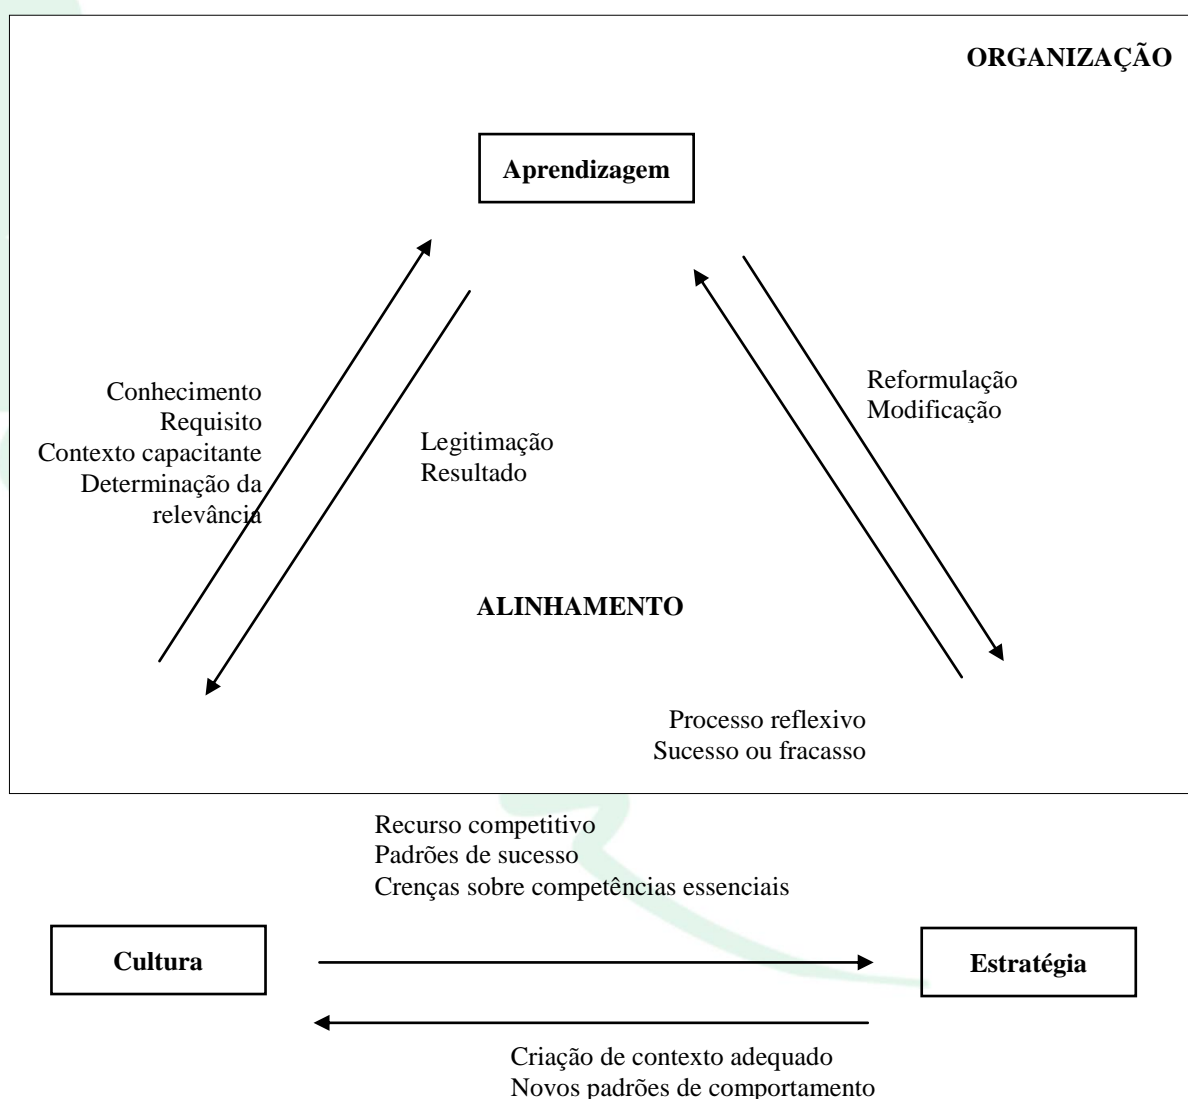 ORGANIZAÇÃO
Aprendizagem
Conhecimento
Requisito
Contexto capacitante
Determinação da
relevância
Legitimação
Resultado
Reformulação
Modificação
ALINHAMENTO
Processo reflexivo
Sucesso ou fracasso
Recurso competitivo
Padrões de sucesso
Crenças sobre competências essenciais
Cultura
Estratégia
Criação de contexto adequado
Novos padrões de comportamento